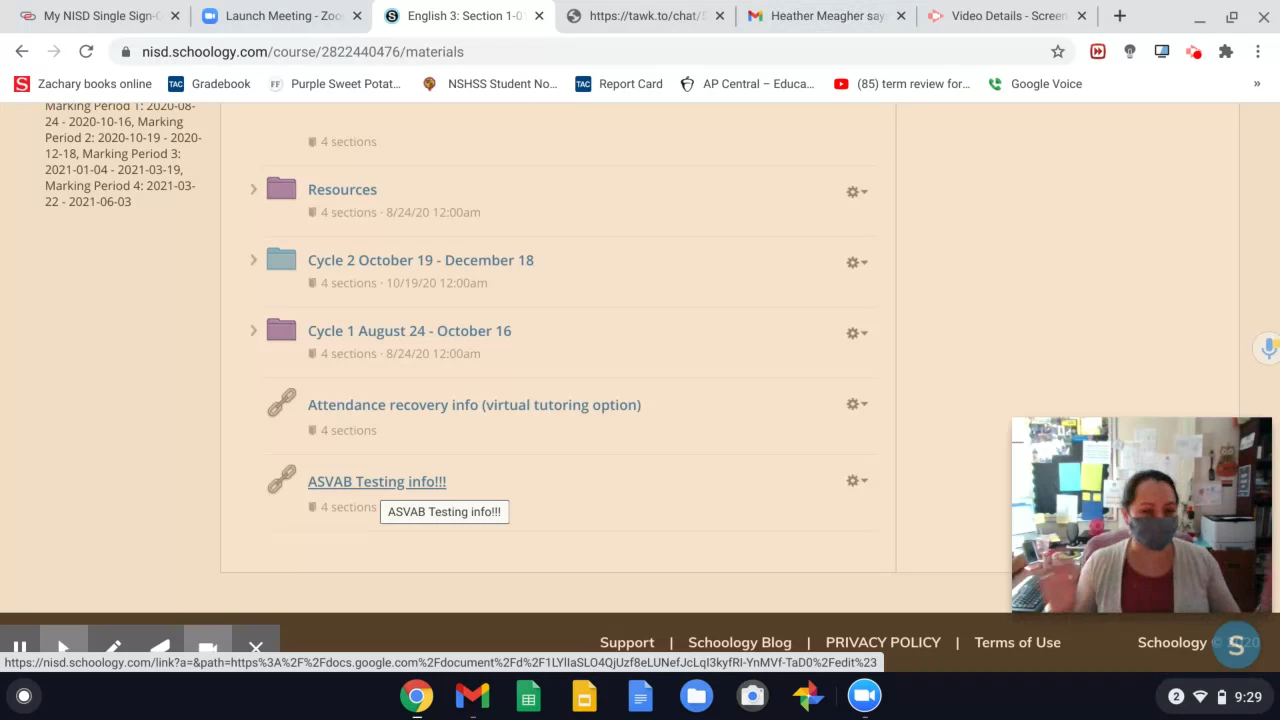 My NISD Single Sign-O
Launch Meeting - Zoo
English 3: Section 1-0
https://tawk.to/chat/
Heather Meagher say
Video Details - Screen
nisd.schoology.com/course/2822440476/materials
Zachary books online
TAC
Gradebook
FF
Purple Sweet Potat...
NSHSS Student No...
TAC
Report Card
AP Central – Educa...
(85) term review for...
Google Voice
»
Marking Period 1: 2020-08-
24 - 2020-10-16, Marking
Period 2: 2020-10-19 - 2020-
12-18, Marking Period 3:
2021-01-04 - 2021-03-19,
Marking Period 4: 2021-03-
22 - 2021-06-03
4 sections
Resources
4 sections · 8/24/20 12:00am
Cycle 2 October 19 - December 18
4 sections · 10/19/20 12:00am
Cycle 1 August 24 - October 16
4 sections · 8/24/20 12:00am
Attendance recovery info (virtual tutoring option)
4 sections
ASVAB Testing info!!!
4 sections
ASVAB Testing info!!!
Support | Schoology Blog | PRIVACY POLICY | Terms of Use
Schoology © 2020
S
https://nisd.schoology.com/link?a=&path=https%3A%2F%2Fdocs.google.com%2Fdocument%2Fd%2F1LYlIaSLO4QjUzf8eLUNefJcLqI3kyfRI-YnMVf-TaD0%2Fedit%23
2
9:29